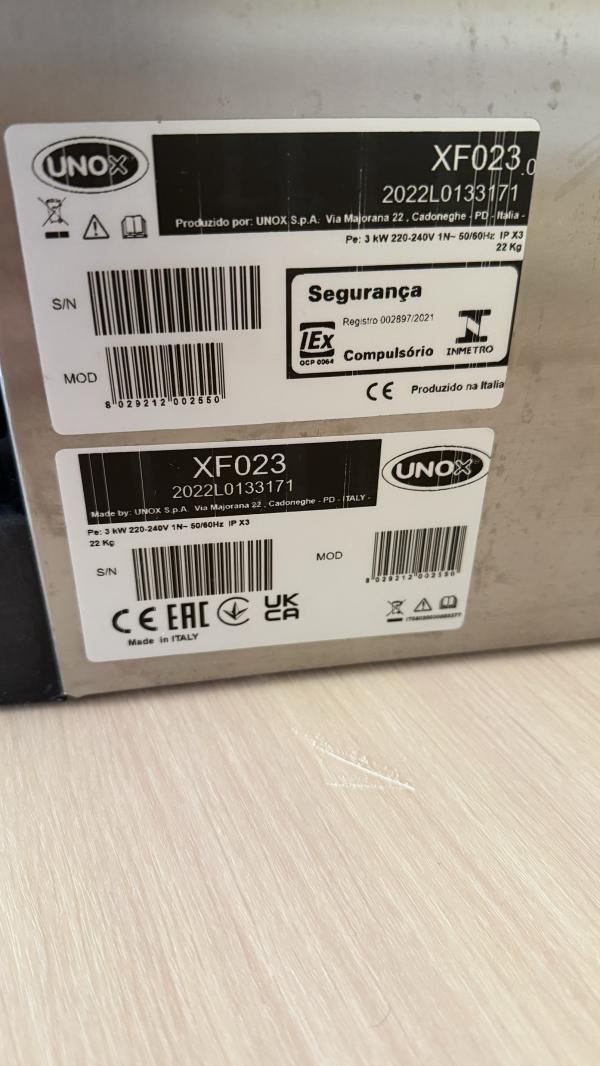 UNOX
XF023.0
2022L0133171
Produzido por: UNOX S.p.A. Via Majorana 22 , Cadoneghe - PD - Italia -
Pe: 3 kW 220-240V 1N~ 50/60Hz IP X3
22 Kg
S/N
Segurança
Registro 002897/2021
IEx
OCP 0064
Compulsório
INMETRO
MOD
8 029212 002550
CE
Produzido na Italia
XF023
2022L0133171
Made by: UNOX S.p.A. Via Majorana 22 , Cadoneghe - PD - ITALY -
UNOX
Pe: 3 kW 220-240V 1N~ 50/60Hz IP X3
22 Kg
S/N
MOD
8 029212 002550
CE EAC UK CA
Made in ITALY